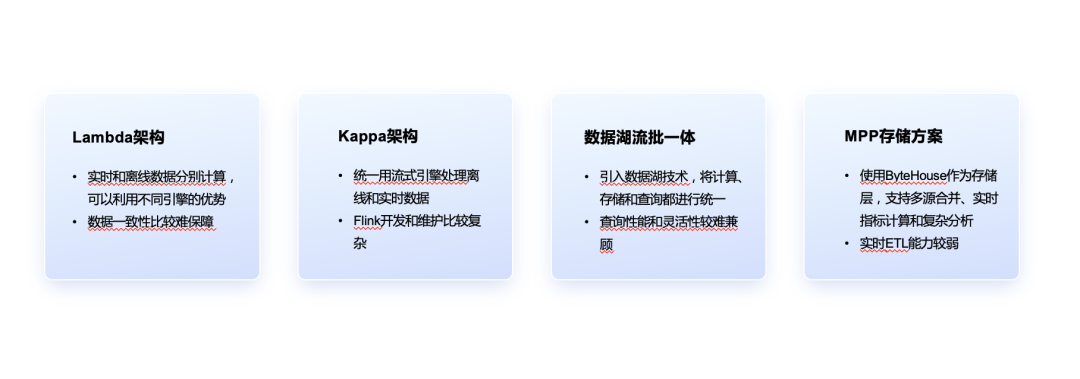 Lambda架构
• 实时和离线数据分别计算，
可以利用不同引擎的优势
• 数据一致性比较难保障
Kappa架构
• 统一用流式引擎处理离
线和实时数据
• Flink开发和维护比较复
杂
数据湖流批一体
• 引入数据湖技术，将计算、
存储和查询都进行统一
• 查询性能和灵活性较难兼
顾
MPP存储方案
• 使用ByteHouse作为存储
层，支持多源合并、实时
指标计算和复杂分析
• 实时ETL能力较弱